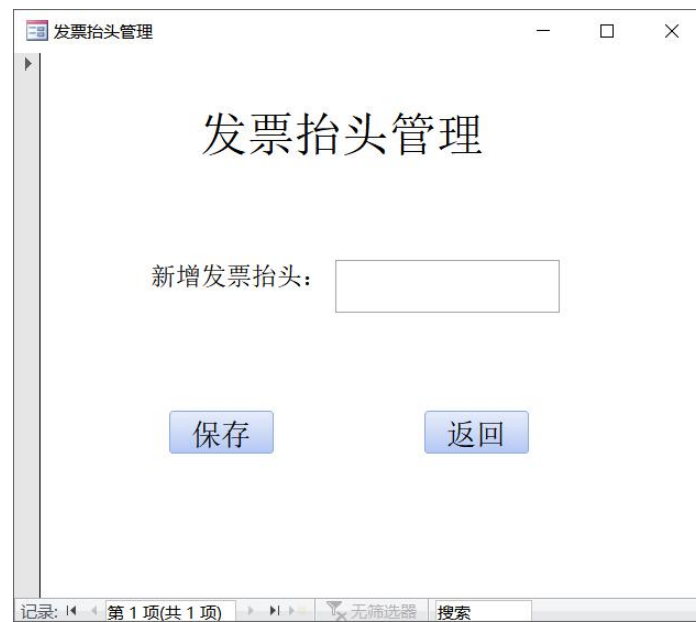 发票抬头管理
发票抬头管理
新增发票抬头：
保存 返回
记录: 第 1 项(共 1 项) 无筛选器 搜索